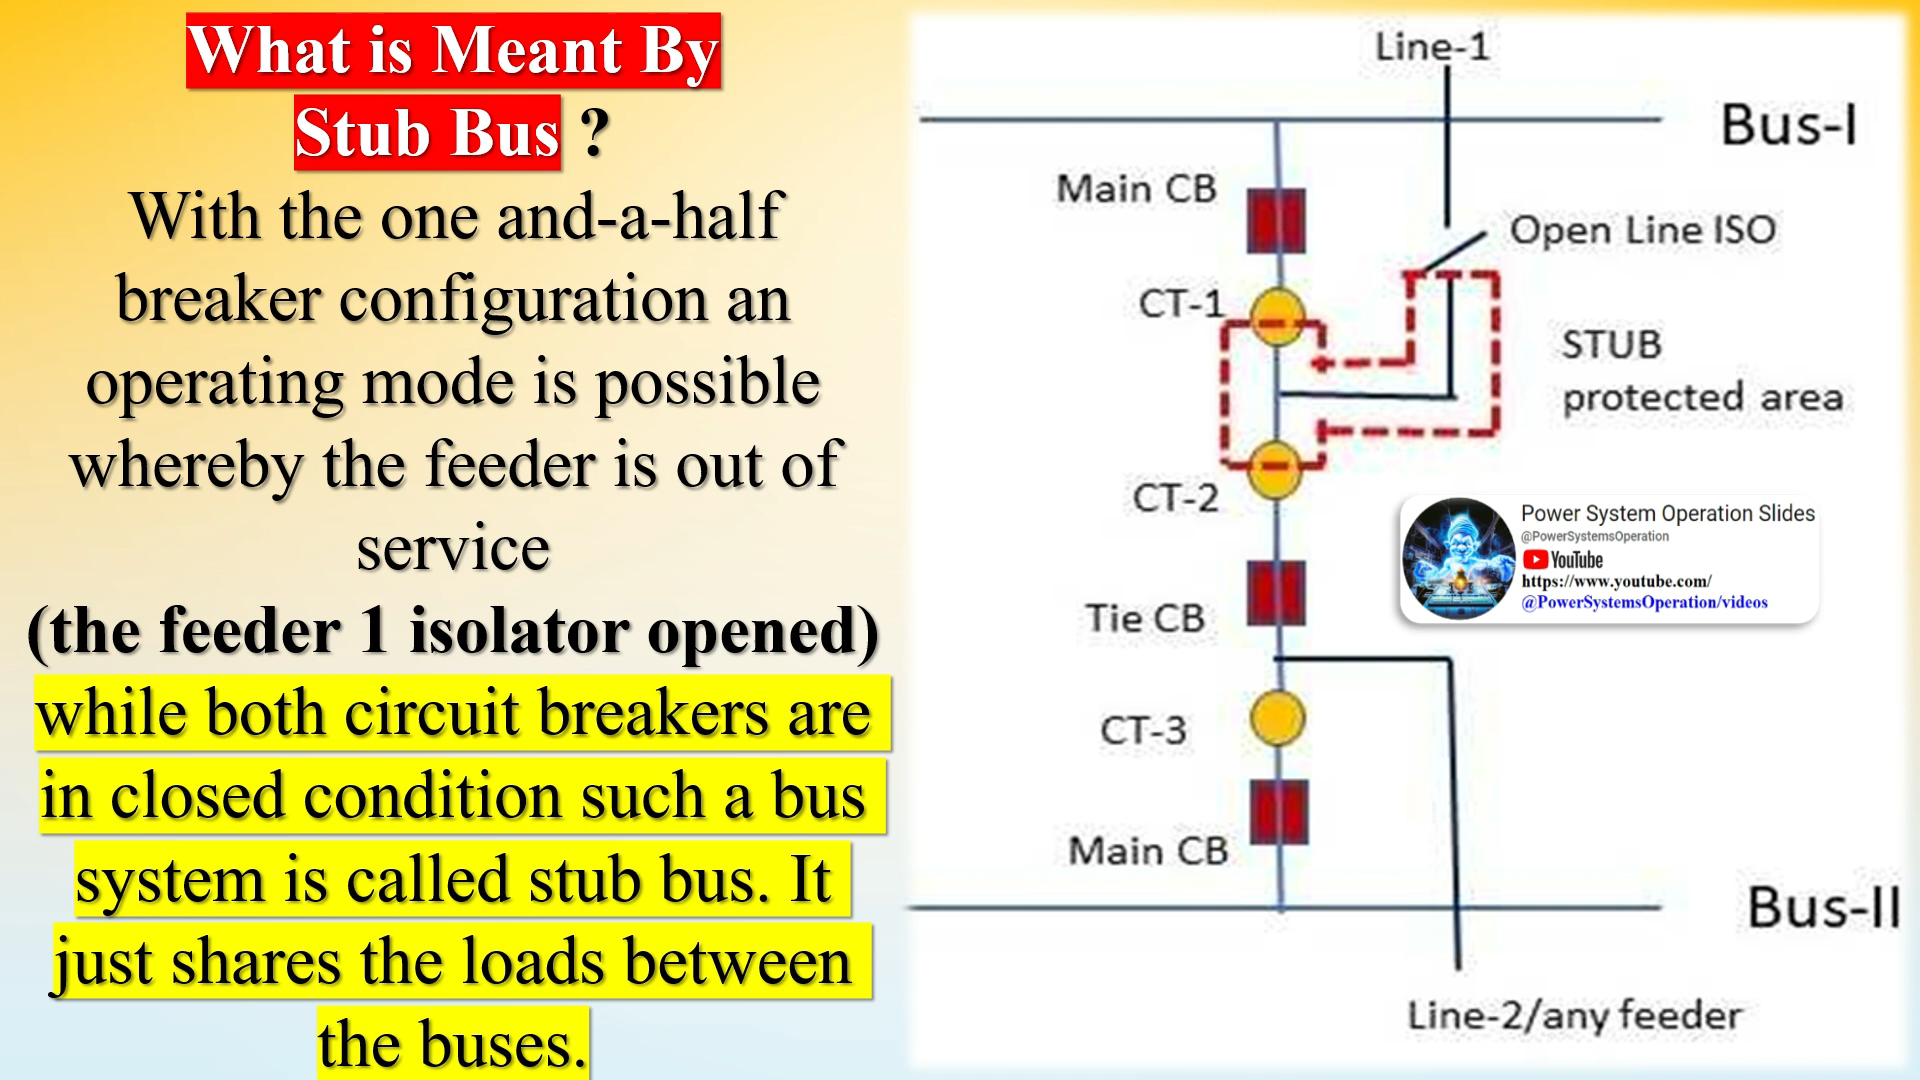 What is Meant By
Stub Bus ?
With the one and-a-half
breaker configuration an
operating mode is possible
whereby the feeder is out of
service
(the feeder 1 isolator opened)
while both circuit breakers are
in closed condition such a bus
system is called stub bus. It
just shares the loads between
the buses.
Line-1
Bus-I
Main CB
Open Line ISO
CT-1
STUB
protected area
CT-2
Power System Operation Slides
@PowerSystemsOperation
YouTube
https://www.youtube.com/
@PowerSystemsOperation/videos
Tie CB
CT-3
Main CB
Bus-II
Line-2/any feeder